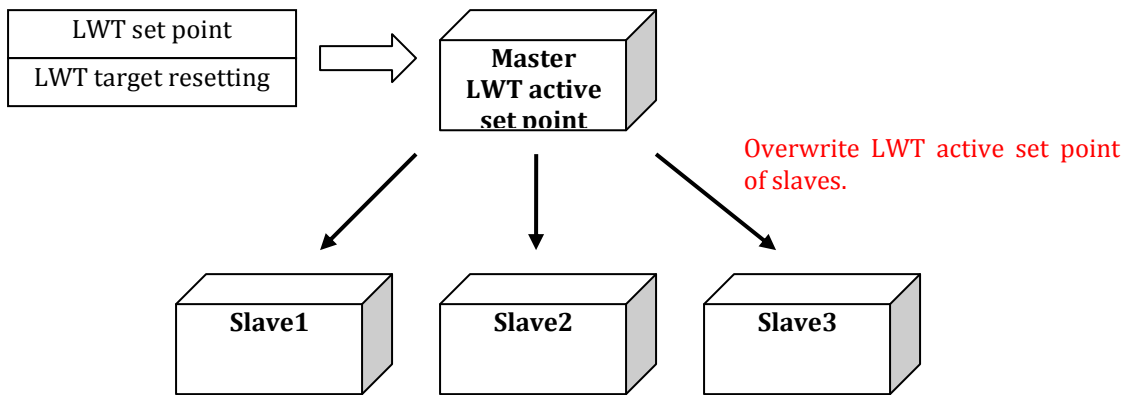 LWT set point
LWT target resetting
Master
LWT active
set point
Overwrite LWT active set point
of slaves.
Slave1
Slave2
Slave3